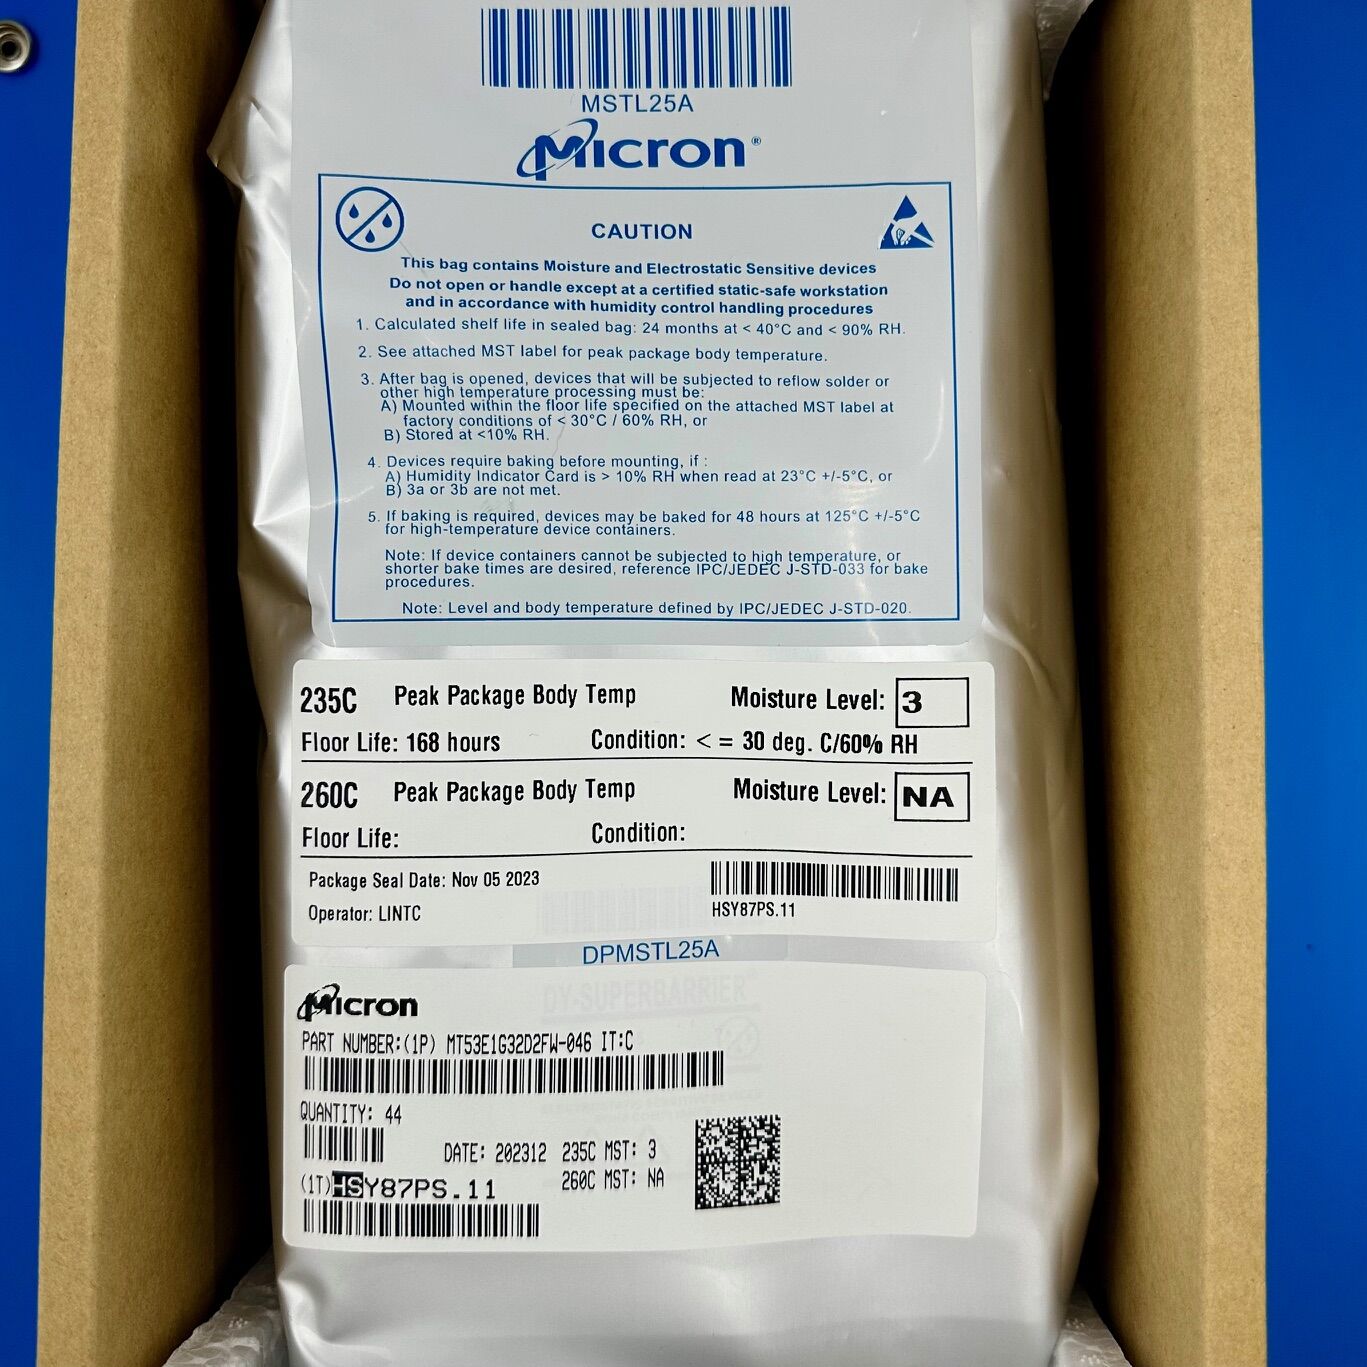 MSTL25A
Micron®
CAUTION
This bag contains Moisture and Electrostatic Sensitive devices
Do not open or handle except at a certified static-safe workstation
and in accordance with humidity control handling procedures
1. Calculated shelf life in sealed bag: 24 months at < 40°C and < 90% RH.
2. See attached MST label for peak package body temperature.
3. After bag is opened, devices that will be subjected to reflow solder or
other high temperature processing must be:
A) Mounted within the floor life specified on the attached MST label at
factory conditions of < 30°C / 60% RH, or
B) Stored at <10% RH.
4. Devices require baking before mounting, if :
A) Humidity Indicator Card is > 10% RH when read at 23°C +/-5°C, or
B) 3a or 3b are not met.
5. If baking is required, devices may be baked for 48 hours at 125°C +/-5°C
for high-temperature device containers.
Note: If device containers cannot be subjected to high temperature, or
shorter bake times are desired, reference IPC/JEDEC J-STD-033 for bake
procedures.
Note: Level and body temperature defined by IPC/JEDEC J-STD-020.
235C Peak Package Body Temp Moisture Level: 3
Floor Life: 168 hours Condition: < = 30 deg. C/60% RH
260C Peak Package Body Temp Moisture Level: NA
Floor Life: Condition:
Package Seal Date: Nov 05 2023
Operator: LINTC HSY87PS.11
DPMSTL25A
DY-SUPERBARRIER
Micron
PART NUMBER:(1P) MT53E1G32D2FW-046 IT:C
QUANTITY: 44
DATE: 202312 235C MST: 3
260C MST: NA
(1T)HSY87PS.11